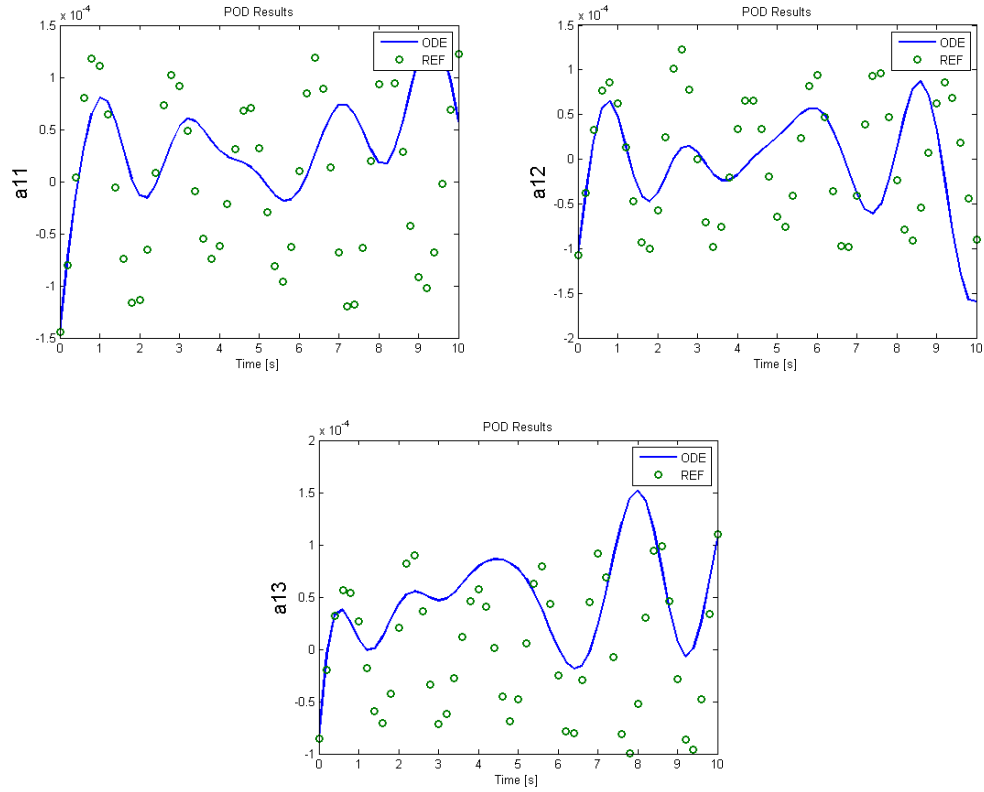 x 10^-4
POD Results
1.5
1
0.5
0
-0.5
-1
-1.5
a11
ODE
REF
0 1 2 3 4 5 6 7 8 9 10
Time [s]
x 10^-4
POD Results
1.5
1
0.5
0
-0.5
-1
-1.5
-2
a12
ODE
REF
0 1 2 3 4 5 6 7 8 9 10
Time [s]
x 10^-4
POD Results
2
1.5
1
0.5
0
-0.5
-1
a13
ODE
REF
0 1 2 3 4 5 6 7 8 9 10
Time [s]